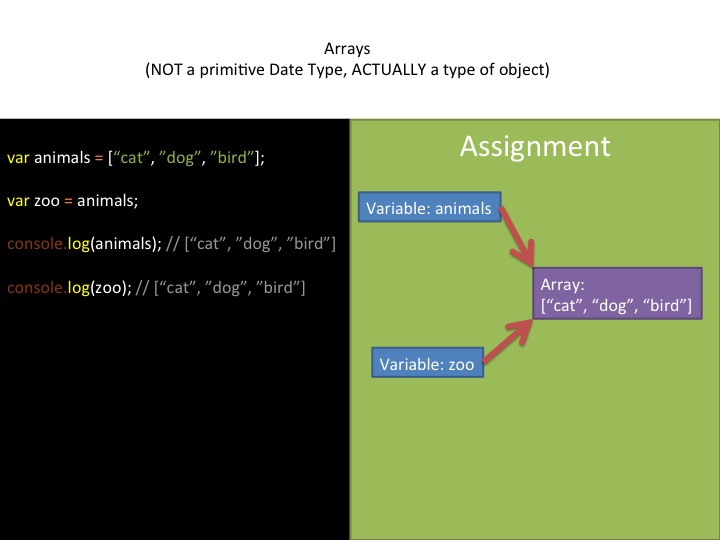 Arrays
(NOT a primitive Date Type, ACTUALLY a type of object)
var animals = [“cat”, ”dog”, ”bird”];
var zoo = animals;
console.log(animals); // [“cat”, ”dog”, ”bird”]
console.log(zoo); // [“cat”, ”dog”, ”bird”]
Assignment
Variable: animals
Array:
[“cat”, “dog”, “bird”]
Variable: zoo